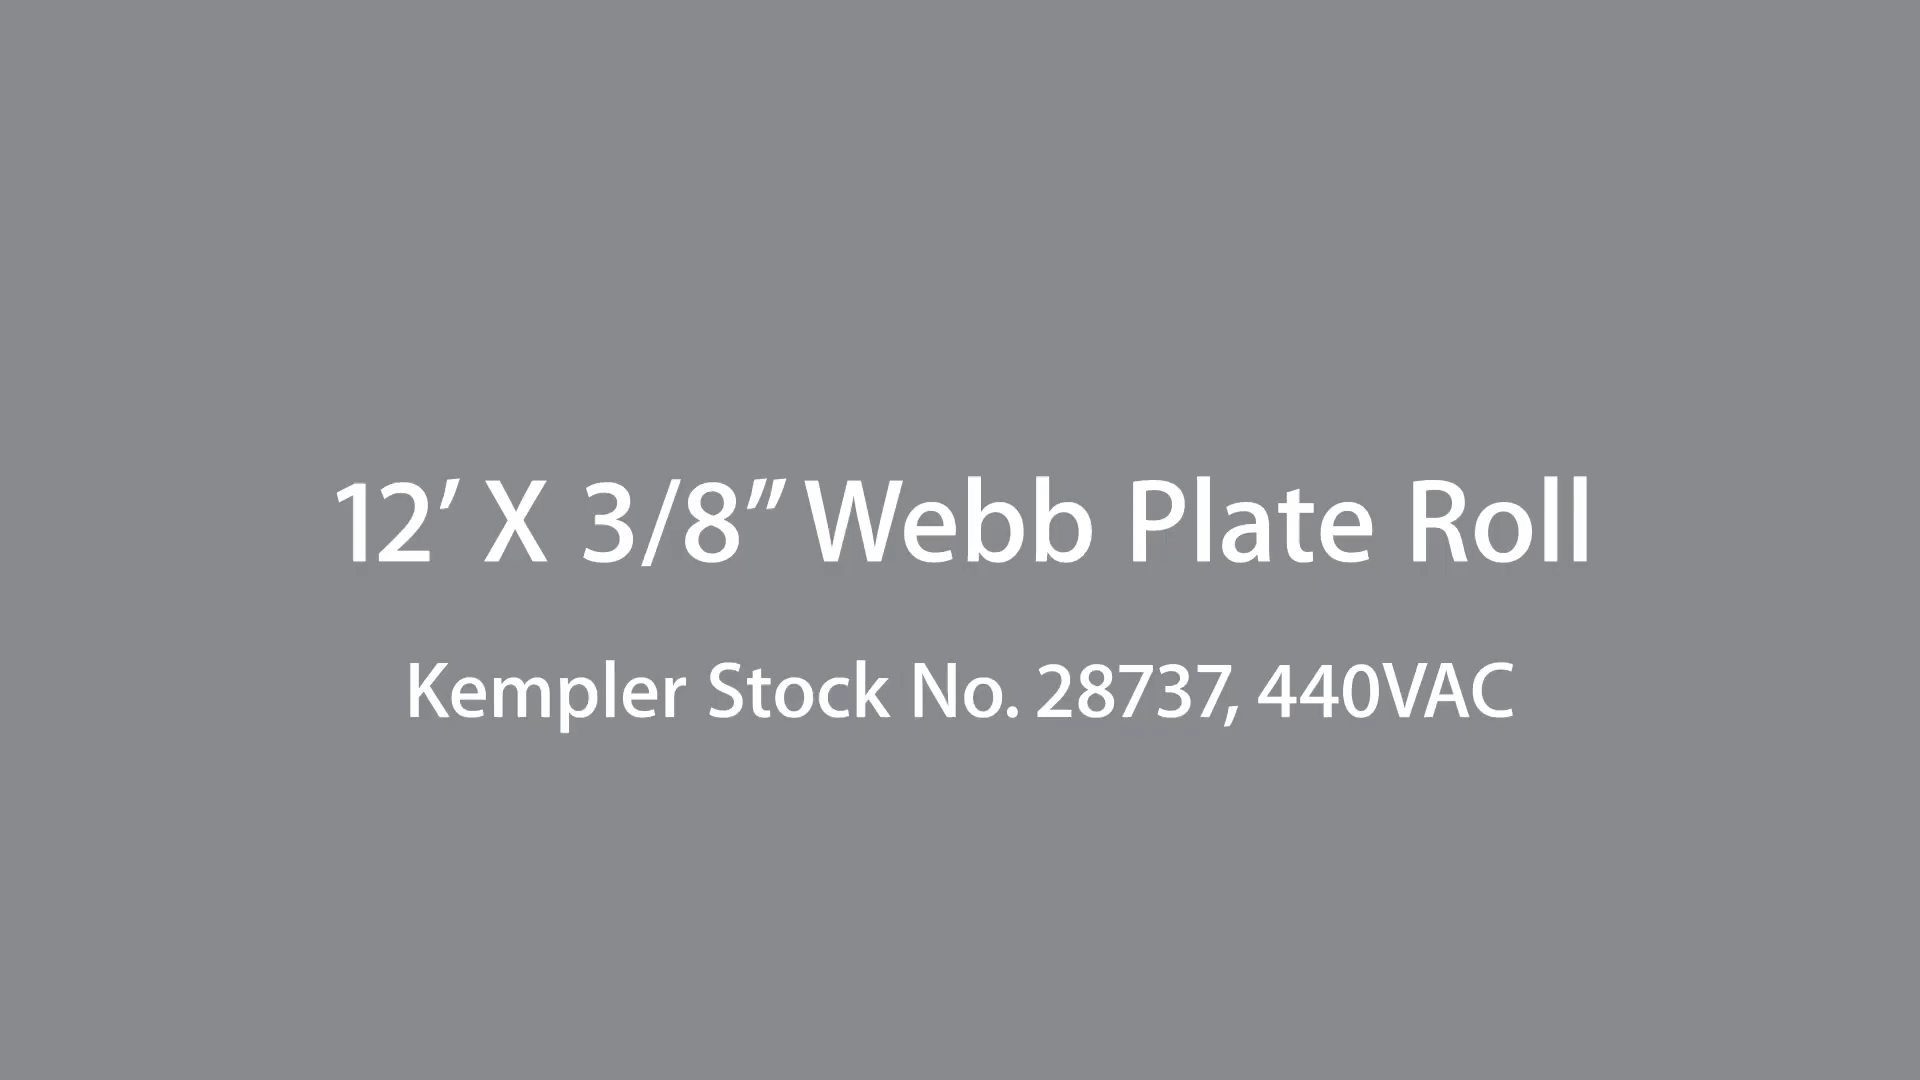 12’ X 3/8” Webb Plate Roll
Kempler Stock No. 28737, 440VAC